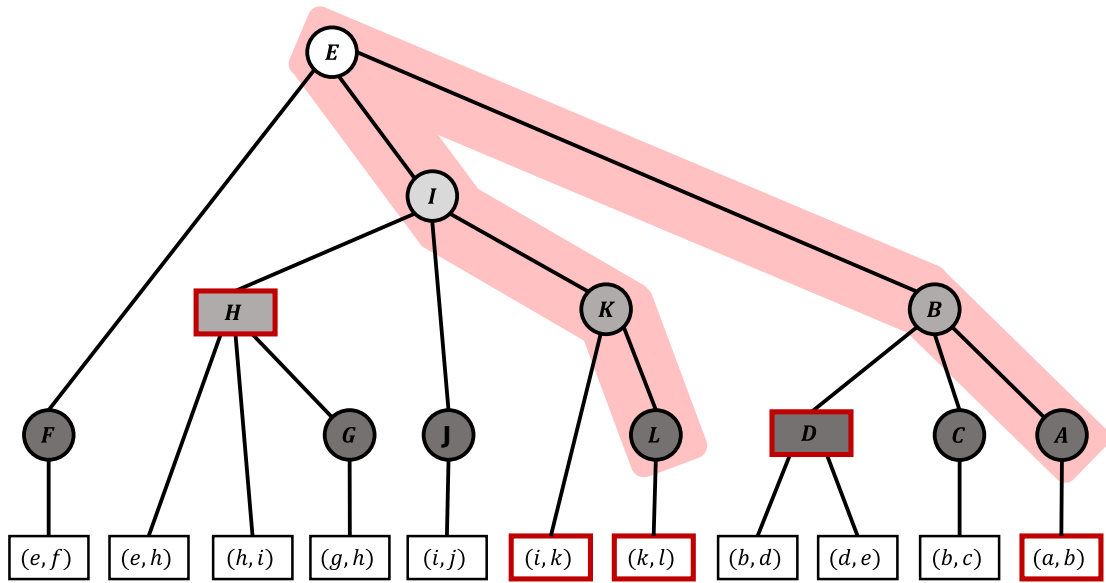 E
I
H
K
B
F
G
J
L
D
C
A
(e, f)
(e, h)
(h, i)
(g, h)
(i, j)
(i, k)
(k, l)
(b, d)
(d, e)
(b, c)
(a, b)